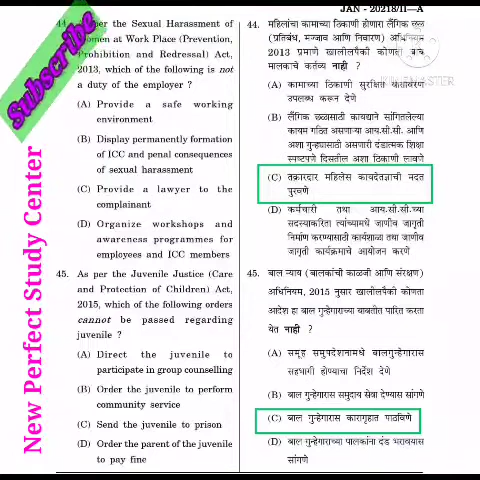 JAN - 20218/II—A
44. As per the Sexual Harassment of
Women at Work Place (Prevention,
Prohibition and Redressal) Act,
2013, which of the following is not
a duty of the employer ?
(A) Provide a safe working
environment
(B) Display permanently formation
of ICC and penal consequences
of sexual harassment
(C) Provide a lawyer to the
complainant
(D) Organize workshops and
awareness programmes for
employees and ICC members
45. As per the Juvenile Justice (Care
and Protection of Children) Act,
2015, which of the following orders
cannot be passed regarding
juvenile ?
(A) Direct the juvenile to
participate in group counselling
(B) Order the juvenile to perform
community service
(C) Send the juvenile to prison
(D) Order the parent of the juvenile
to pay fine
44. महिलांच्या कामाच्या ठिकाणी होणारा लैंगिक छळ
(प्रतिबंध, मज्जाव आणि निवारण) अधिनियम
2013 प्रमाणे खालीलपैकी कोणती बाब
मालकाचे कर्तव्य नाही ?
(A) कामाच्या ठिकाणी सुरक्षित वातावरण
उपलब्ध करून देणे
(B) लैंगिक छळासाठी कायद्याने सांगितलेल्या
कायम गठित असणाऱ्या आय.सी.सी. आणि
अशा गुन्ह्यासाठी असणारी दंडात्मक शिक्षा
स्पष्टपणे दिसतील अशा ठिकाणी लावणे
(C) तक्रारदार महिलेस कायदेतज्ञाची मदत
पुरवणे
(D) कर्मचारी तथा आय.सी.सी.च्या
सदस्याकरिता त्यांच्यामध्ये जाणीव जागृती
निर्माण करण्यासाठी कार्यशाळा तथा जाणीव
जागृती कार्यक्रमाचे आयोजन करणे
45. बाल न्याय (बालकांची काळजी आणि संरक्षण)
अधिनियम, 2015 नुसार खालीलपैकी कोणता
आदेश हा बाल गुन्हेगाराच्या बाबतीत पारित करता
येत नाही ?
(A) समूह समुपदेशनामधे बालगुन्हेगारास
सहभागी होण्याचा निर्देश देणे
(B) बाल गुन्हेगारास समुदाय सेवा देण्यास सांगणे
(C) बाल गुन्हेगारास कारागृहात पाठविणे
(D) बाल गुन्हेगाराच्या पालकांना दंड भरावयास
सांगणे
Subscribe
New Perfect Study Center